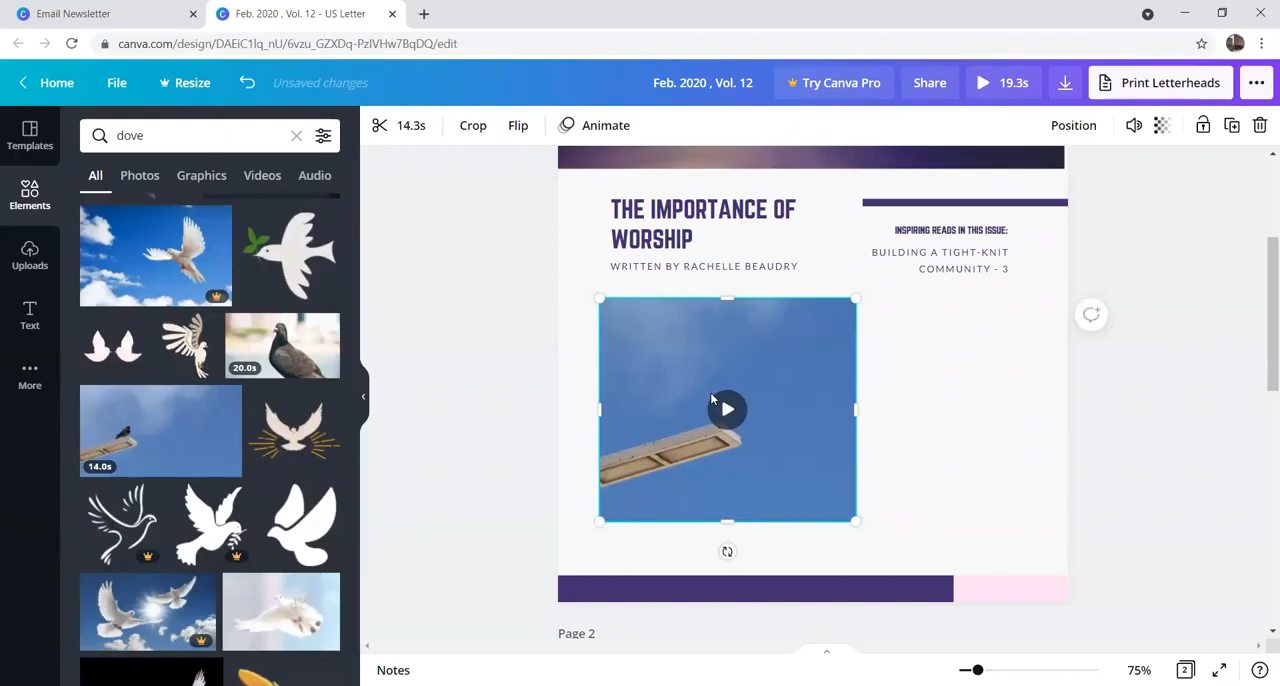 Email Newsletter
Feb. 2020 , Vol. 12 - US Letter
canva.com/design/DAEiC1lq_nU/6vzu_GZXDq-PzIVHw7BqDQ/edit
Home
File
Resize
Unsaved changes
Feb. 2020 , Vol. 12
Try Canva Pro
Share
19.3s
Print Letterheads
Templates
Elements
Uploads
Text
More
dove
All
Photos
Graphics
Videos
Audio
20.0s
14.0s
14.3s
Crop
Flip
Animate
Position
THE IMPORTANCE OF
WORSHIP
WRITTEN BY RACHELLE BEAUDRY
INSPIRING READS IN THIS ISSUE:
BUILDING A TIGHT-KNIT
COMMUNITY - 3
Page 2
Notes
75%
2